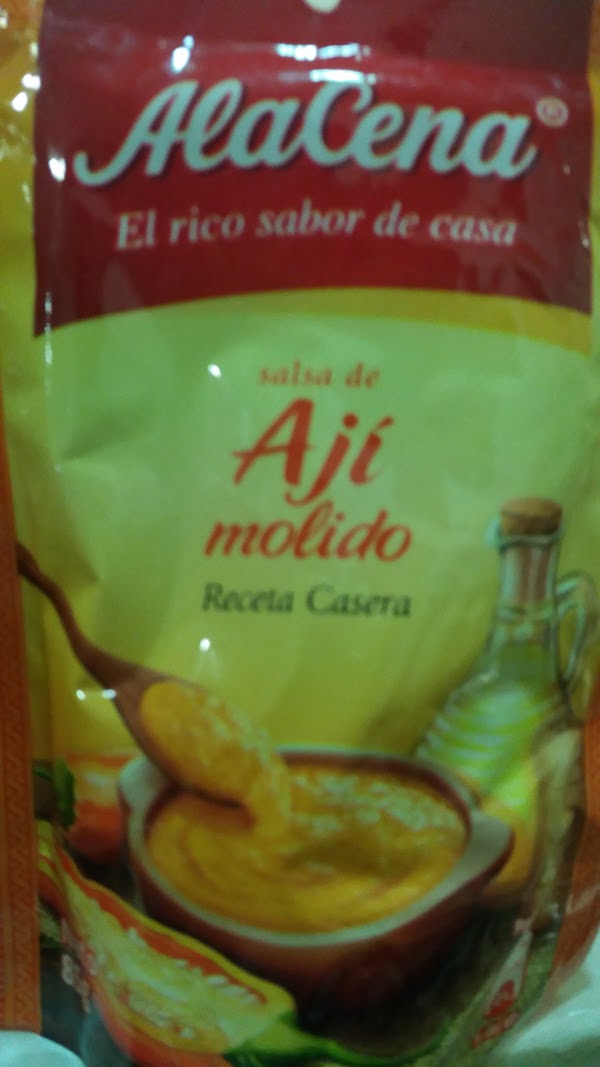 AlaCena®
El rico sabor de casa
salsa de
Ají
molido
Receta Casera